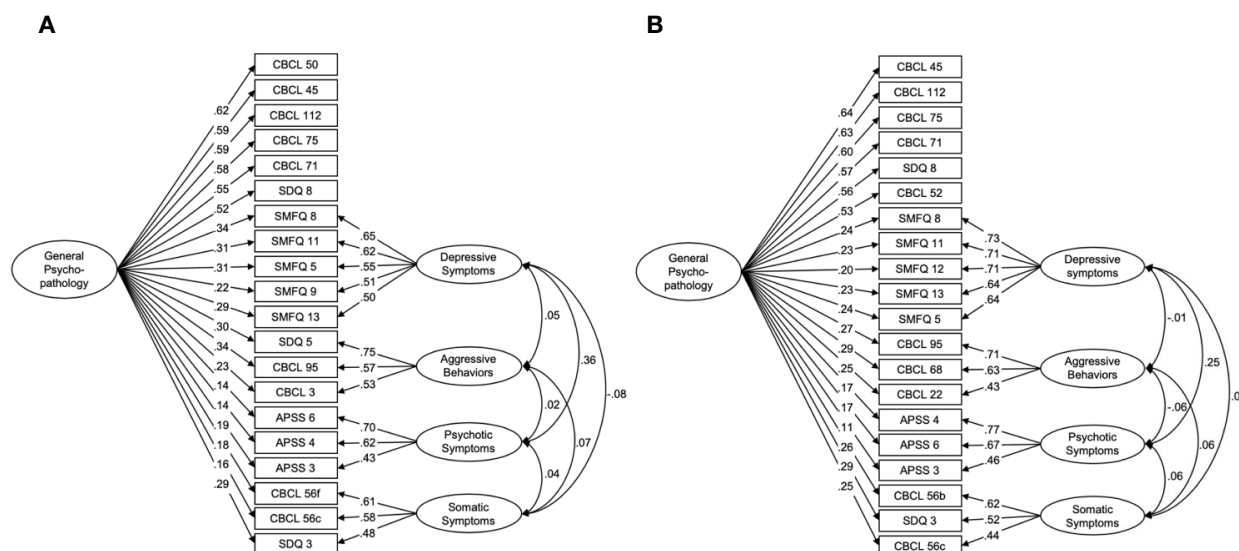 A
General
Psycho-
pathology
.62
.59
.59
.58
.55
.52
.34
.31
.31
.22
.29
.30
.34
.23
.14
.14
.19
.18
.16
.29
CBCL 50
CBCL 45
CBCL 112
CBCL 75
CBCL 71
SDQ 8
SMFQ 8
SMFQ 11
SMFQ 5
SMFQ 9
SMFQ 13
SDQ 5
CBCL 95
CBCL 3
APSS 6
APSS 4
APSS 3
CBCL 56f
CBCL 56c
SDQ 3
.65
.62
.55
.51
.50
.75
.57
.53
.70
.62
.43
.61
.58
.48
Depressive
Symptoms
Aggressive
Behaviors
Psychotic
Symptoms
Somatic
Symptoms
.05
.36
-.08
.02
.07
.04
B
General
Psycho-
pathology
.64
.63
.60
.57
.56
.53
.24
.23
.20
.23
.24
.27
.29
.25
.17
.17
.11
.26
.29
.25
CBCL 45
CBCL 112
CBCL 75
CBCL 71
SDQ 8
CBCL 52
SMFQ 8
SMFQ 11
SMFQ 12
SMFQ 13
SMFQ 5
CBCL 95
CBCL 68
CBCL 22
APSS 4
APSS 6
APSS 3
CBCL 56b
SDQ 3
CBCL 56c
.73
.71
.71
.64
.64
.71
.63
.43
.77
.67
.46
.62
.52
.44
Depressive
symptoms
Aggressive
Behaviors
Psychotic
Symptoms
Somatic
Symptoms
-.01
.25
-.06
.06
.06